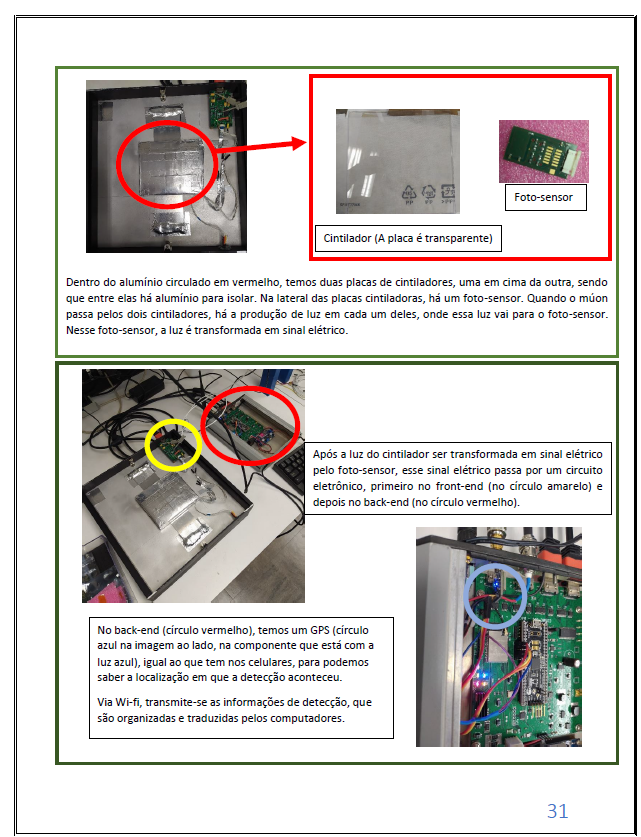 Foto-sensor
Cintilador (A placa é transparente)
PP
PP
>PP<
Dentro do alumínio circulado em vermelho, temos duas placas de cintiladores, uma em cima da outra, sendo
que entre elas há alumínio para isolar. Na lateral das placas cintiladoras, há um foto-sensor. Quando o múon
passa pelos dois cintiladores, há a produção de luz em cada um deles, onde essa luz vai para o foto-sensor.
Nesse foto-sensor, a luz é transformada em sinal elétrico.
Após a luz do cintilador ser transformada em sinal elétrico
pelo foto-sensor, esse sinal elétrico passa por um circuito
eletrônico, primeiro no front-end (no círculo amarelo) e
depois no back-end (no círculo vermelho).
No back-end (círculo vermelho), temos um GPS (círculo
azul na imagem ao lado, na componente que está com a
luz azul), igual ao que tem nos celulares, para podemos
saber a localização em que a detecção aconteceu.
Via Wi-fi, transmite-se as informações de detecção, que
são organizadas e traduzidas pelos computadores.
31